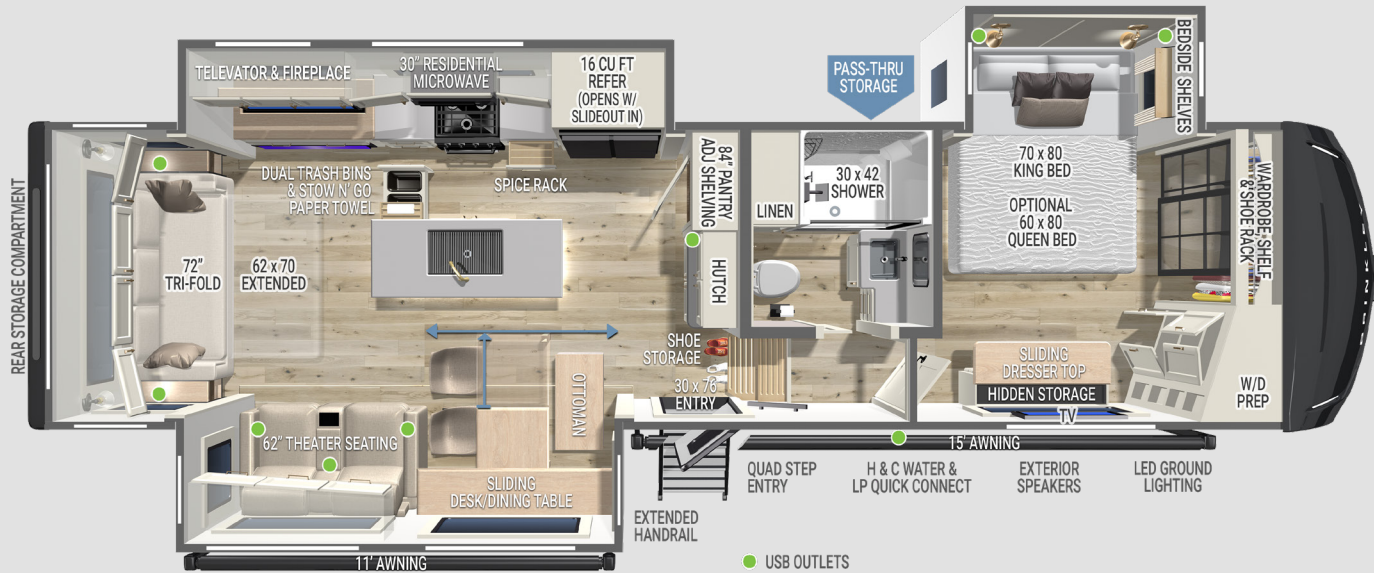 TELEVATOR & FIREPLACE
30" RESIDENTIAL
MICROWAVE
16 CU FT
REFER
(OPENS W/
SLIDEOUT IN)
PASS-THRU
STORAGE
BEDSIDE SHELVES
REAR STORAGE COMPARTMENT
DUAL TRASH BINS
& STOW N' GO
PAPER TOWEL
SPICE RACK
84" PANTRY
ADJ SHELVING
LINEN
30 x 42
SHOWER
70 x 80
KING BED
OPTIONAL
60 x 80
QUEEN BED
WARDROBE, SHELF
& SHOE RACK
BRINKLEY
72"
TRI-FOLD
62 x 70
EXTENDED
HUTCH
SHOE
STORAGE
30 x 76
ENTRY
OTTOMAN
SLIDING
DRESSER TOP
HIDDEN STORAGE
TV
W/D
PREP
62" THEATER SEATING
SLIDING
DESK/DINING TABLE
15' AWNING
QUAD STEP
ENTRY
H & C WATER &
LP QUICK CONNECT
EXTERIOR
SPEAKERS
LED GROUND
LIGHTING
EXTENDED
HANDRAIL
11' AWNING
USB OUTLETS